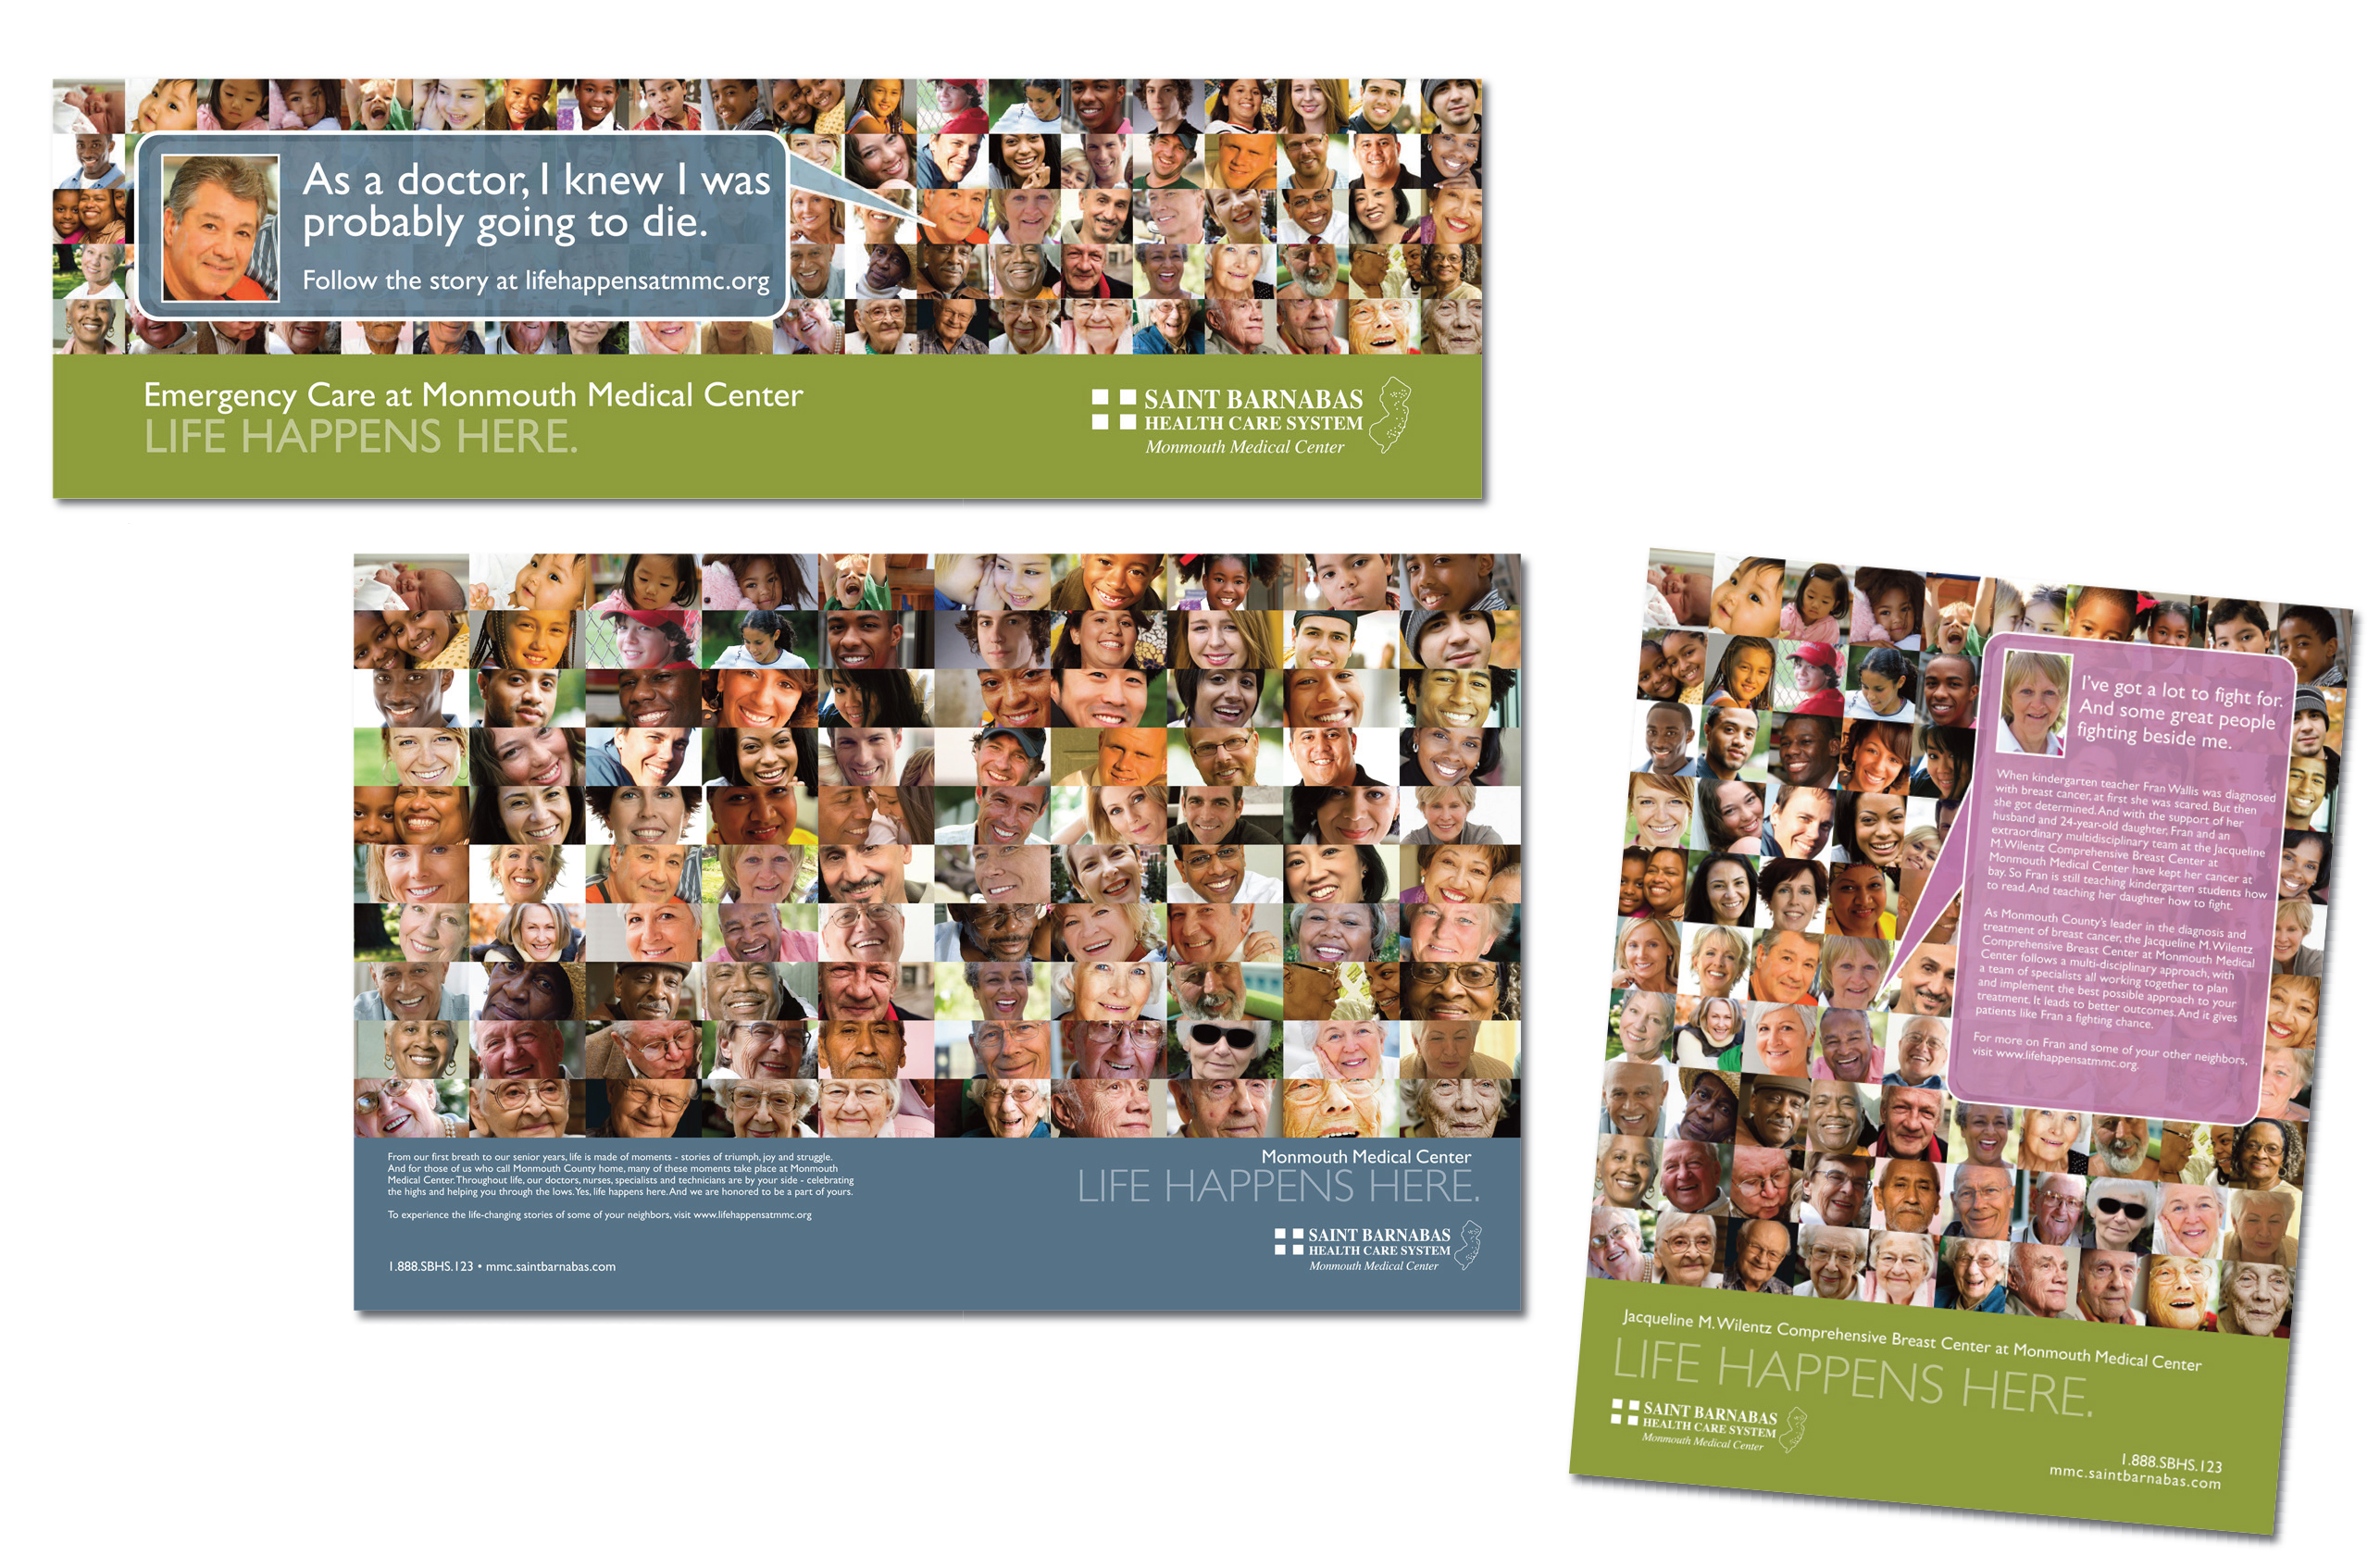 As a doctor, I knew I was
probably going to die.
Follow the story at lifehappensatmmc.org
Emergency Care at Monmouth Medical Center
LIFE HAPPENS HERE.
SAINT BARNABAS
HEALTH CARE SYSTEM
Monmouth Medical Center
From our first breath to our senior years, life is made of moments - stories of triumph, joy and struggle.
And for those of us who call Monmouth County home, many of these moments take place at Monmouth
Medical Center. Throughout life, our doctors, nurses, specialists and technicians are by your side - celebrating
the highs and helping you through the lows. Yes, life happens here. And we are honored to be a part of yours.
To experience the life-changing stories of some of your neighbors, visit www.lifehappensatmmc.org
1.888.SBHS.123 • mmc.saintbarnabas.com
Monmouth Medical Center
LIFE HAPPENS HERE.
SAINT BARNABAS
HEALTH CARE SYSTEM
Monmouth Medical Center
I've got a lot to fight for.
And some great people
fighting beside me.
When kindergarten teacher Fran Wallis was diagnosed
with breast cancer, at first she was scared. But then
she got determined. And with the support of her
husband and 24-year-old daughter, Fran and an
extraordinary multidisciplinary team at the Jacqueline
M. Wilentz Comprehensive Breast Center at
Monmouth Medical Center have kept her cancer at
bay. So Fran is still teaching kindergarten students how
to read. And teaching her daughter how to fight.
As Monmouth County's leader in the diagnosis and
treatment of breast cancer, the Jacqueline M. Wilentz
Comprehensive Breast Center at Monmouth Medical
Center follows a multi-disciplinary approach, with
a team of specialists all working together to plan
and implement the best possible approach to your
treatment. It leads to better outcomes. And it gives
patients like Fran a fighting chance.
For more on Fran and some of your other neighbors,
visit www.lifehappensatmmc.org.
Jacqueline M. Wilentz Comprehensive Breast Center at Monmouth Medical Center
LIFE HAPPENS HERE.
SAINT BARNABAS
HEALTH CARE SYSTEM
Monmouth Medical Center
1.888.SBHS.123
mmc.saintbarnabas.com